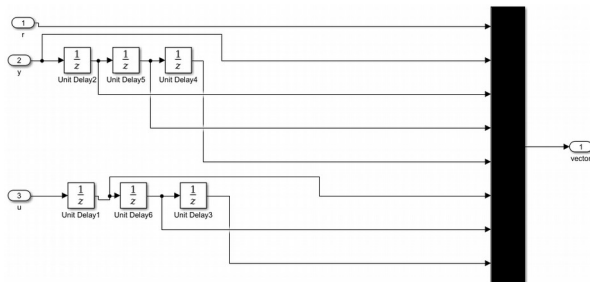 1
r
2
y
1
z
Unit Delay2
1
z
Unit Delay5
1
z
Unit Delay4
1
vector
3
u
1
z
Unit Delay1
1
z
Unit Delay6
1
z
Unit Delay3